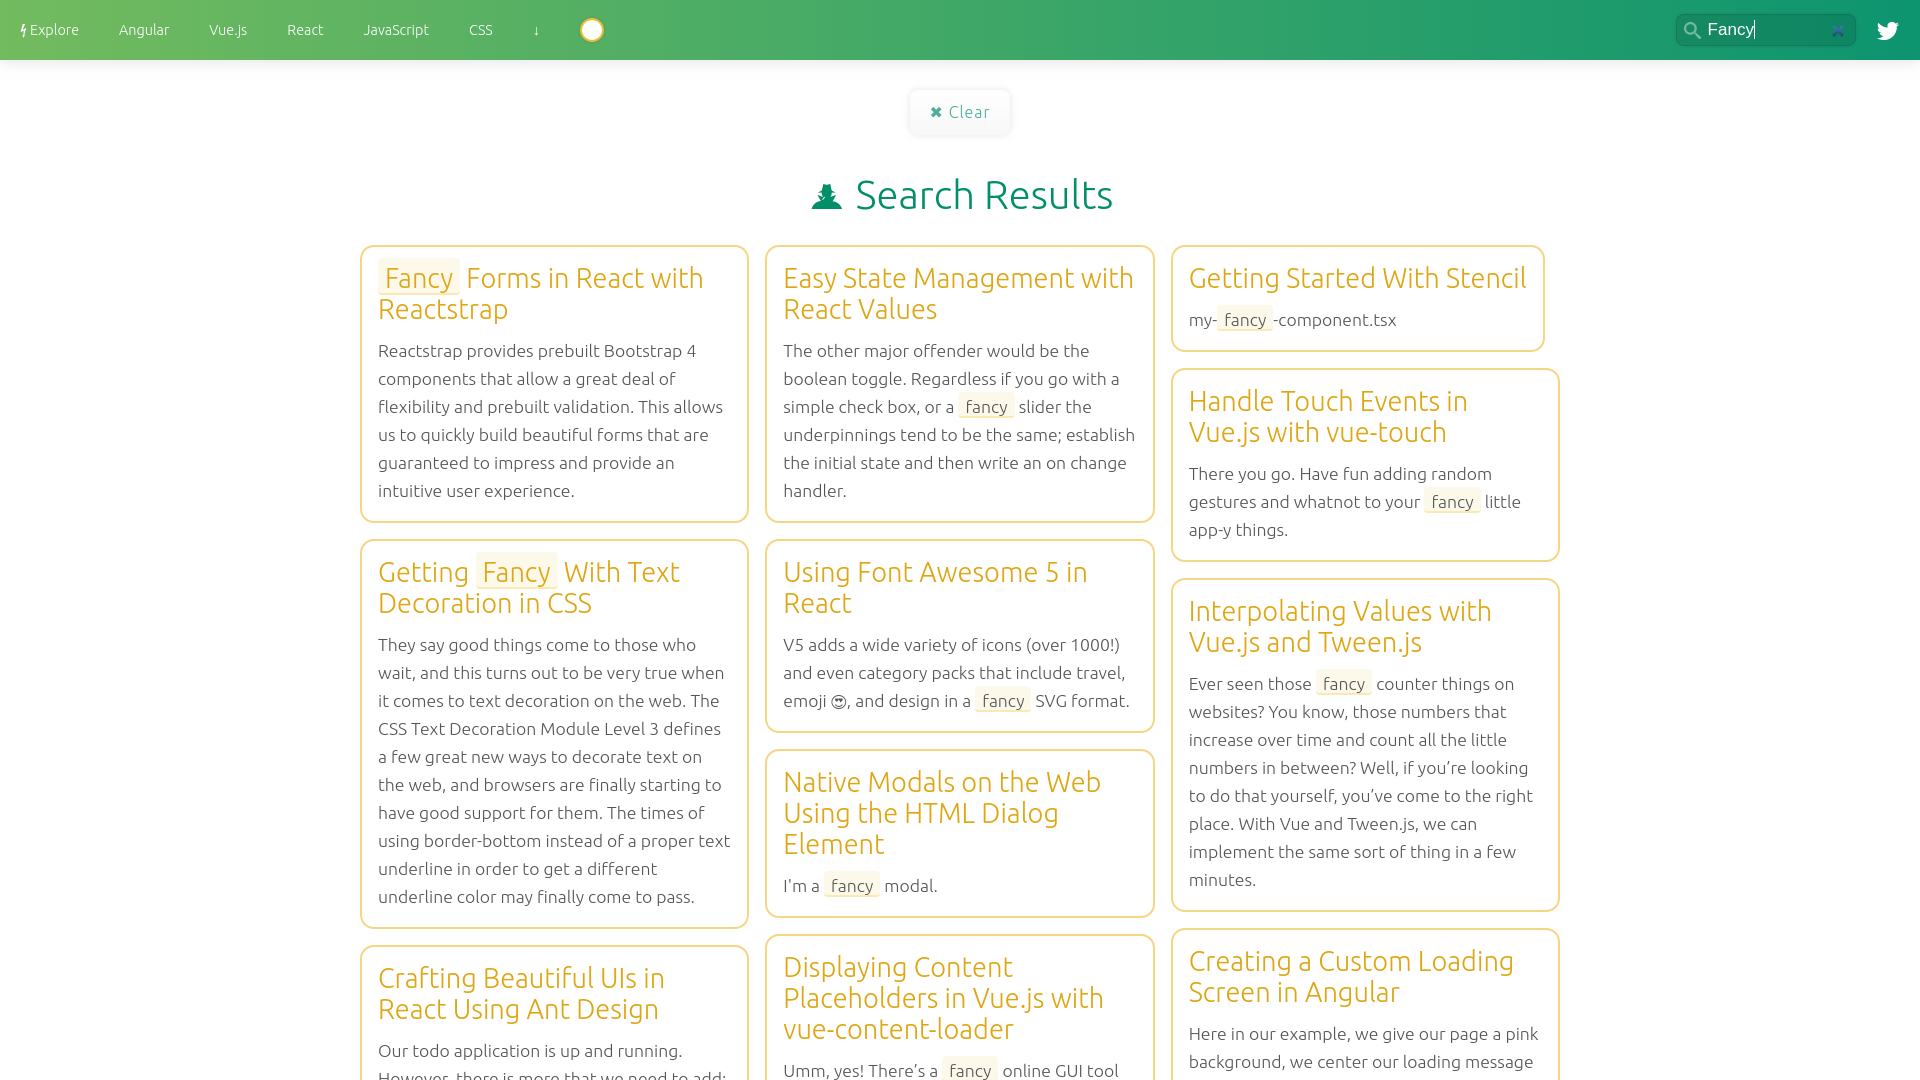 Explore
Angular
Vue.js
React
JavaScript
CSS
↓
Fancy
✖ Clear
Search Results
Fancy Forms in React with
Reactstrap
Reactstrap provides prebuilt Bootstrap 4
components that allow a great deal of
flexibility and prebuilt validation. This allows
us to quickly build beautiful forms that are
guaranteed to impress and provide an
intuitive user experience.
Getting Fancy With Text
Decoration in CSS
They say good things come to those who
wait, and this turns out to be very true when
it comes to text decoration on the web. The
CSS Text Decoration Module Level 3 defines
a few great new ways to decorate text on
the web, and browsers are finally starting to
have good support for them. The times of
using border-bottom instead of a proper text
underline in order to get a different
underline color may finally come to pass.
Crafting Beautiful UIs in
React Using Ant Design
Our todo application is up and running.
However, there is more that we need to add:
Easy State Management with
React Values
The other major offender would be the
boolean toggle. Regardless if you go with a
simple check box, or a fancy slider the
underpinnings tend to be the same; establish
the initial state and then write an on change
handler.
Using Font Awesome 5 in
React
V5 adds a wide variety of icons (over 1000!)
and even category packs that include travel,
emoji 😍, and design in a fancy SVG format.
Native Modals on the Web
Using the HTML Dialog
Element
I'm a fancy modal.
Displaying Content
Placeholders in Vue.js with
vue-content-loader
Umm, yes! There’s a fancy online GUI tool
Getting Started With Stencil
my-fancy-component.tsx
Handle Touch Events in
Vue.js with vue-touch
There you go. Have fun adding random
gestures and whatnot to your fancy little
app-y things.
Interpolating Values with
Vue.js and Tween.js
Ever seen those fancy counter things on
websites? You know, those numbers that
increase over time and count all the little
numbers in between? Well, if you’re looking
to do that yourself, you’ve come to the right
place. With Vue and Tween.js, we can
implement the same sort of thing in a few
minutes.
Creating a Custom Loading
Screen in Angular
Here in our example, we give our page a pink
background, we center our loading message